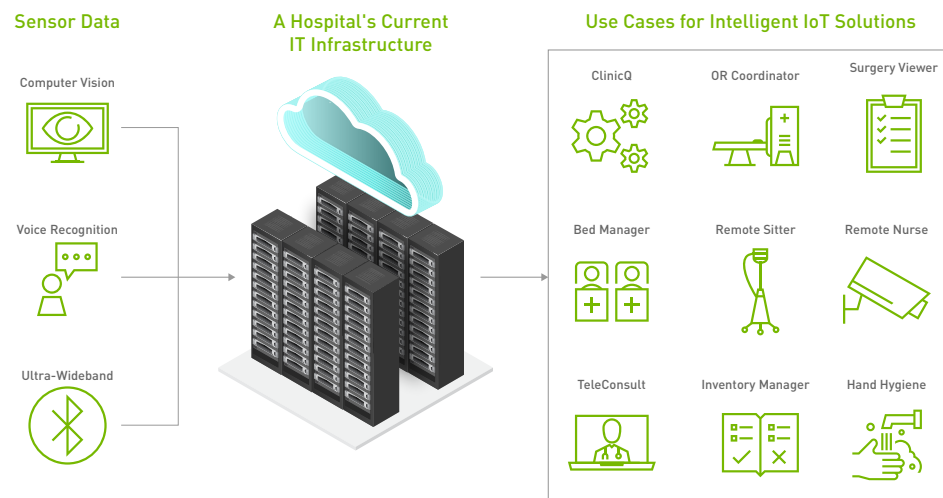 Sensor Data
A Hospital's Current
IT Infrastructure
Use Cases for Intelligent IoT Solutions
Computer Vision
Voice Recognition
Ultra-Wideband
ClinicQ
OR Coordinator
Surgery Viewer
Bed Manager
Remote Sitter
Remote Nurse
TeleConsult
Inventory Manager
Hand Hygiene